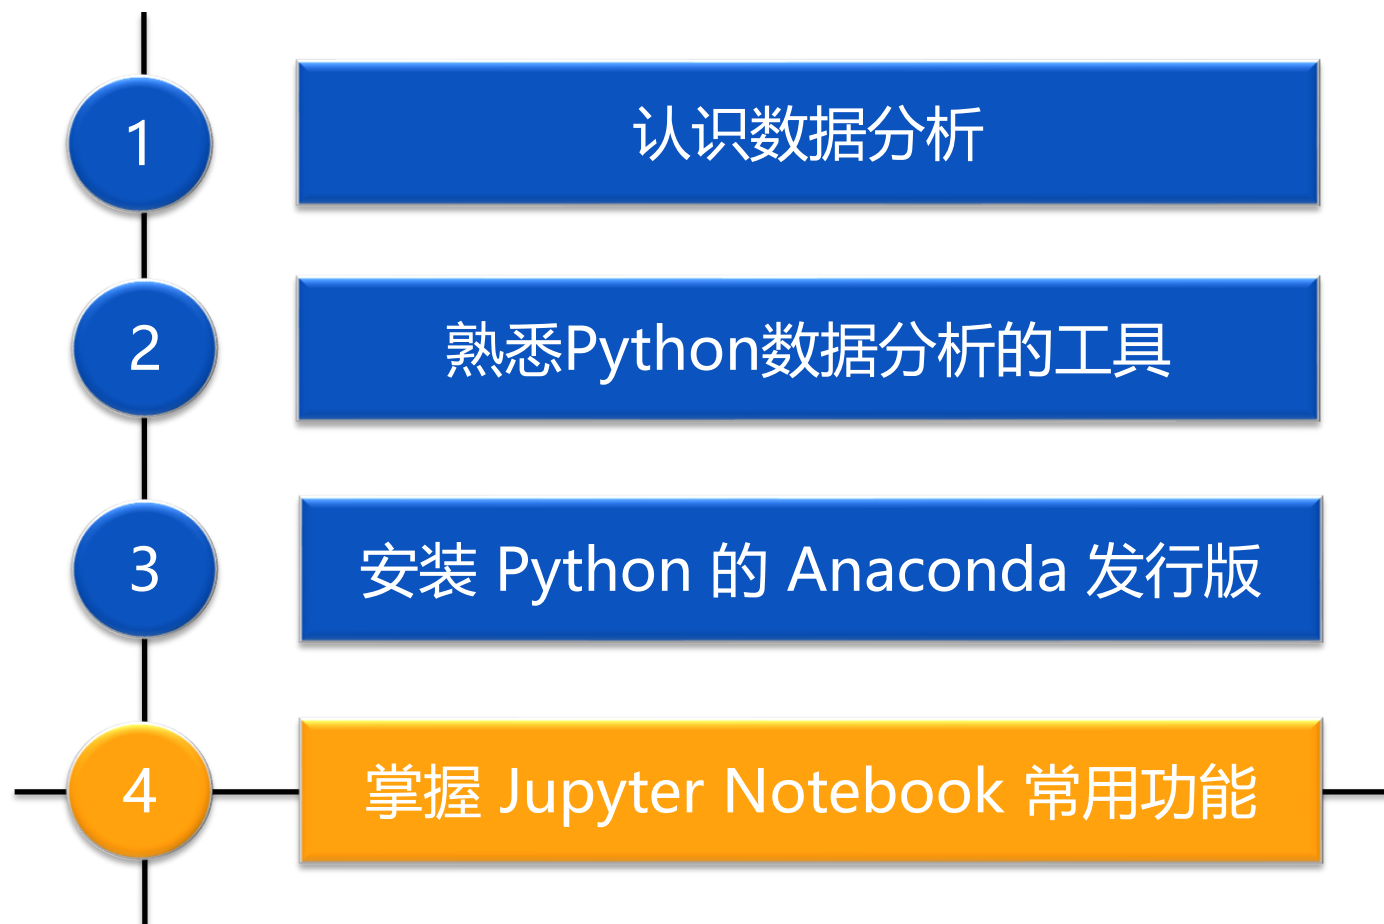 1
认识数据分析
2
熟悉Python数据分析的工具
3
安装 Python 的 Anaconda 发行版
4
掌握 Jupyter Notebook 常用功能